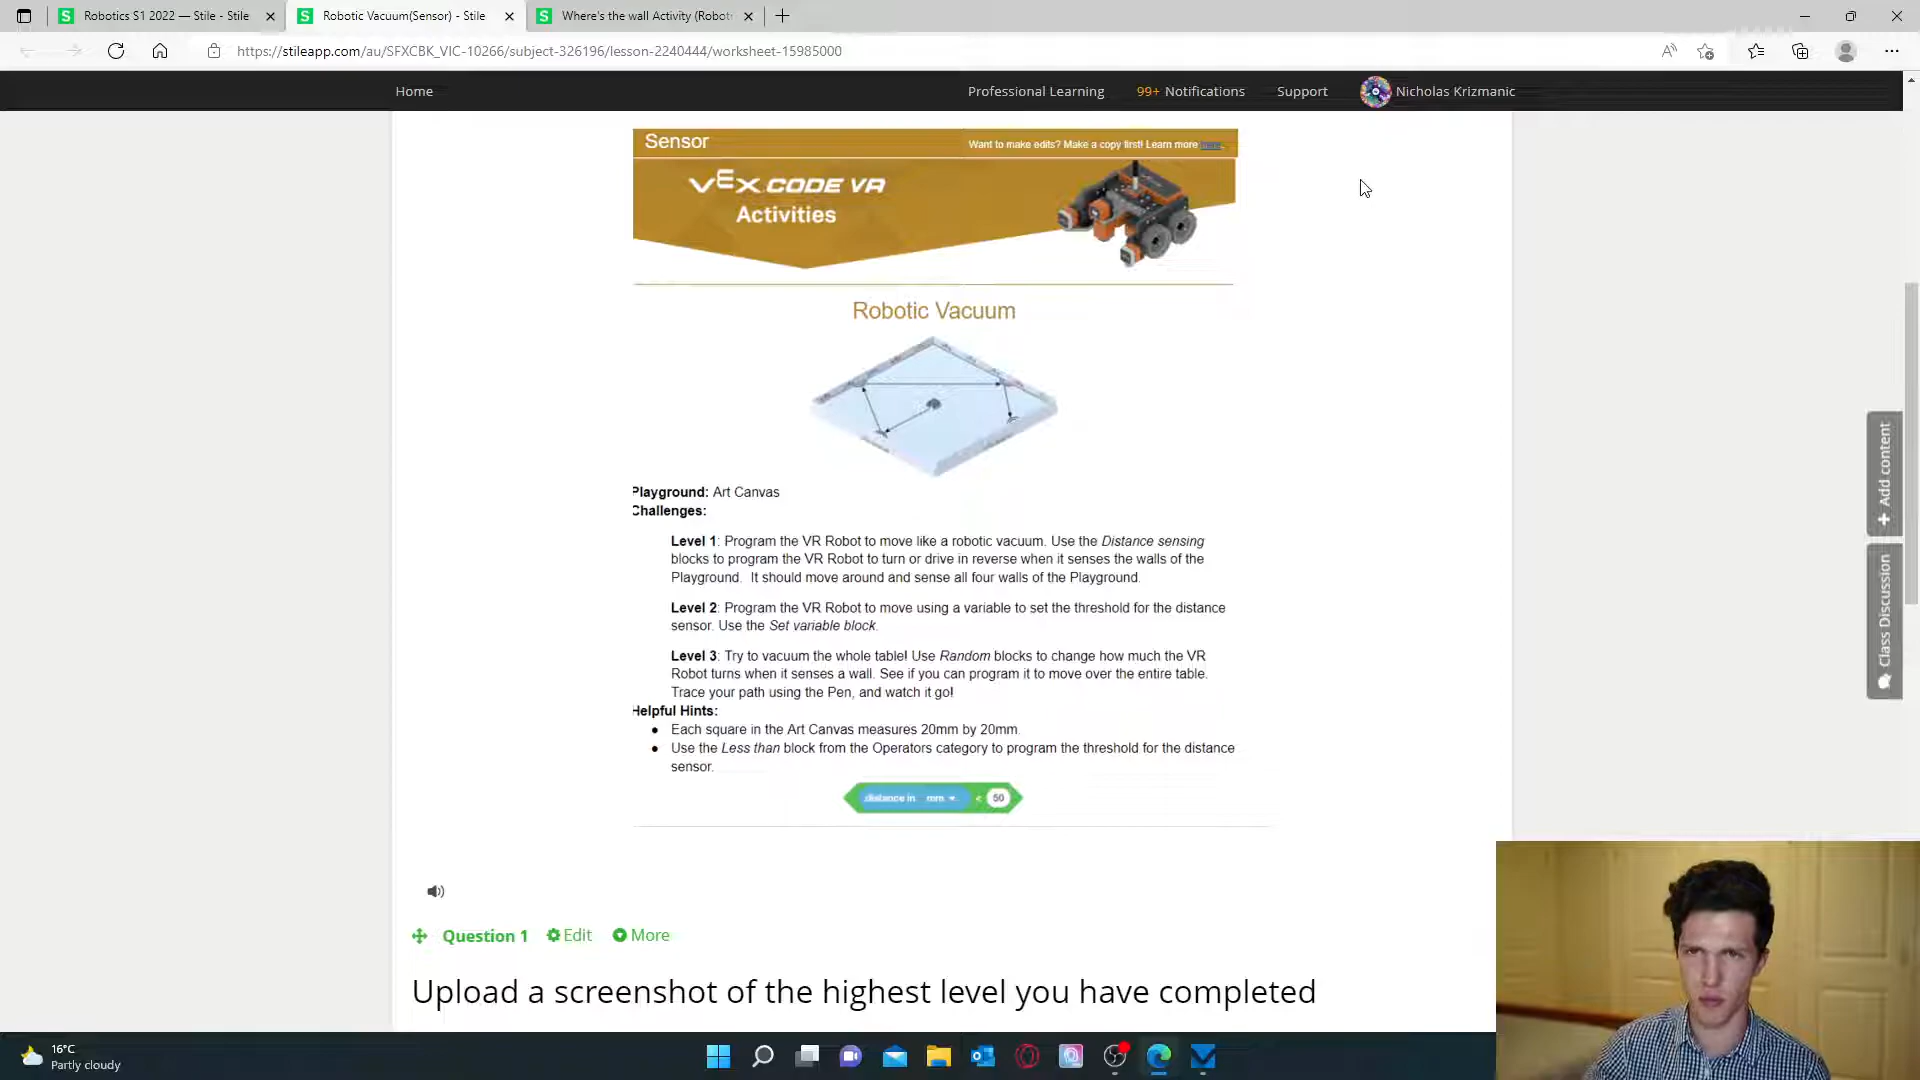 Robotics S1 2022 — Stile - Stile
Robotic Vacuum(Sensor) - Stile
Where's the wall Activity (Robot
https://stileapp.com/au/SFXCBK_VIC-10266/subject-326196/lesson-2240444/worksheet-15985000
Home
Professional Learning
99+ Notifications
Support
Nicholas Krizmanic
Sensor
Want to make edits? Make a copy first! Learn more here.
VEX CODE VR
Activities
Robotic Vacuum
Playground: Art Canvas
Challenges:
Level 1: Program the VR Robot to move like a robotic vacuum. Use the Distance sensing
blocks to program the VR Robot to turn or drive in reverse when it senses the walls of the
Playground. It should move around and sense all four walls of the Playground.
Level 2: Program the VR Robot to move using a variable to set the threshold for the distance
sensor. Use the Set variable block.
Level 3: Try to vacuum the whole table! Use Random blocks to change how much the VR
Robot turns when it senses a wall. See if you can program it to move over the entire table.
Trace your path using the Pen, and watch it go!
Helpful Hints:
● Each square in the Art Canvas measures 20mm by 20mm.
● Use the Less than block from the Operators category to program the threshold for the distance
sensor.
distance in mm < 50
Add content
Class Discussion
Question 1
Edit
More
Upload a screenshot of the highest level you have completed
16°C
Partly cloudy